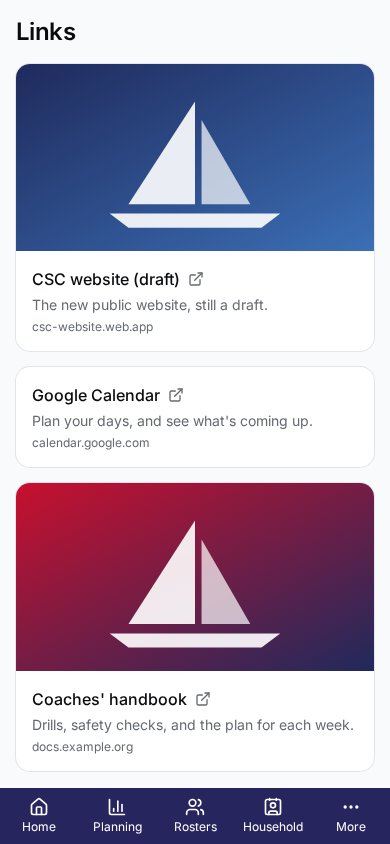 Links
CSC website (draft)
The new public website, still a draft.
csc-website.web.app
Google Calendar
Plan your days, and see what's coming up.
calendar.google.com
Coaches' handbook
Drills, safety checks, and the plan for each week.
docs.example.org
Home
Planning
Rosters
Household
More